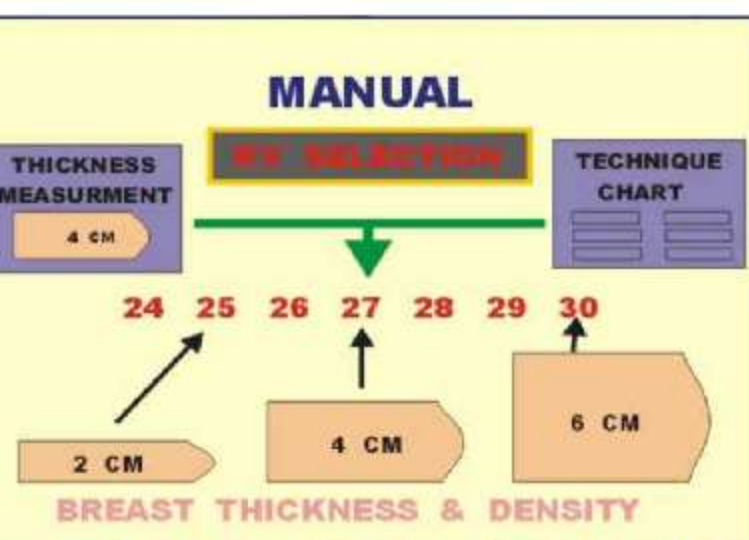 MANUAL
KV SELECTION
THICKNESS
MEASURMENT
4 CM
TECHNIQUE
CHART
24 25 26 27 28 29 30
2 CM
4 CM
6 CM
BREAST THICKNESS & DENSITY